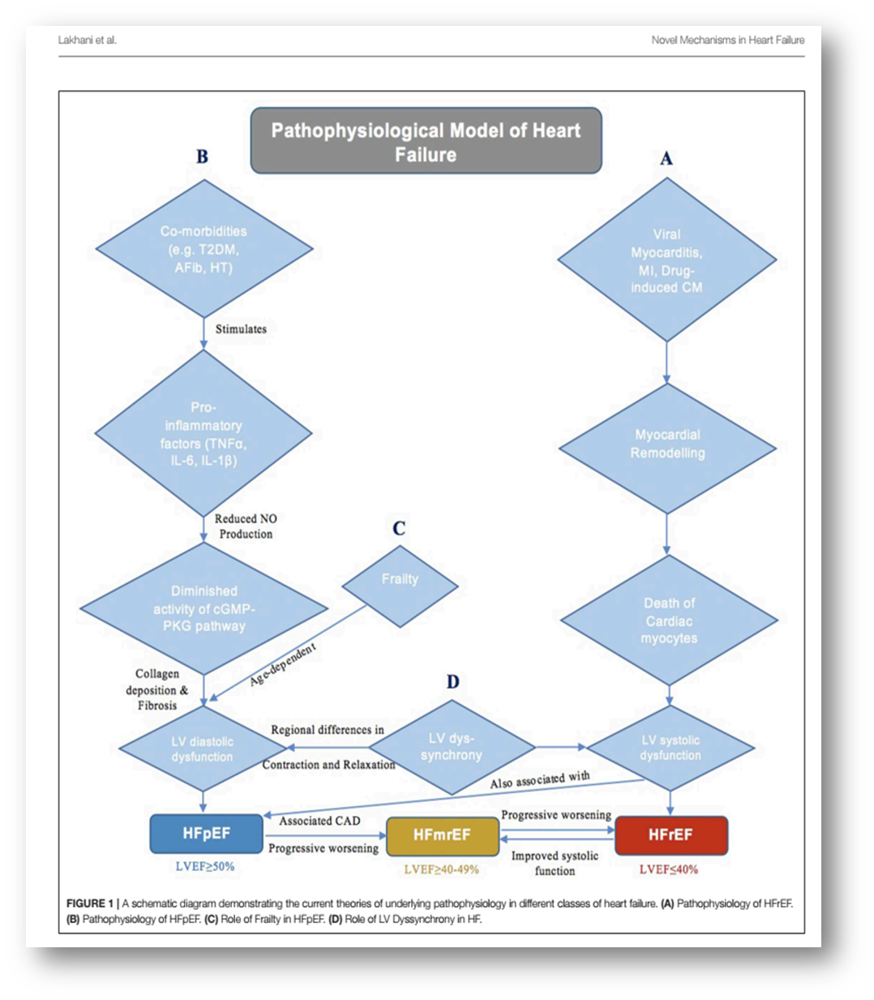 Lakhani et al.
Novel Mechanisms in Heart Failure
Pathophysiological Model of Heart
Failure
B
A
Co-morbidities
(e.g. T2DM,
AFib, HT)
Viral
Myocarditis,
MI, Drug-
induced CM
Stimulates
Pro-
inflammatory
factors (TNFα,
IL-6, IL-1β)
Myocardial
Remodelling
Reduced NO
Production
C
Frailty
Diminished
activity of cGMP-
PKG pathway
Death of
Cardiac
myocytes
Age-dependent
Collagen
deposition &
Fibrosis
D
LV diastolic
dysfunction
Regional differences in
Contraction and Relaxation
LV dys-
synchrony
LV systolic
dysfunction
Also associated with
HFpEF
Associated CAD
Progressive worsening
HFmrEF
Progressive worsening
Improved systolic
function
HFrEF
LVEF≥50%
LVEF≥40-49%
LVEF≤40%
FIGURE 1 | A schematic diagram demonstrating the current theories of underlying pathophysiology in different classes of heart failure. (A) Pathophysiology of HFrEF.
(B) Pathophysiology of HFpEF. (C) Role of Frailty in HFpEF. (D) Role of LV Dyssynchrony in HF.